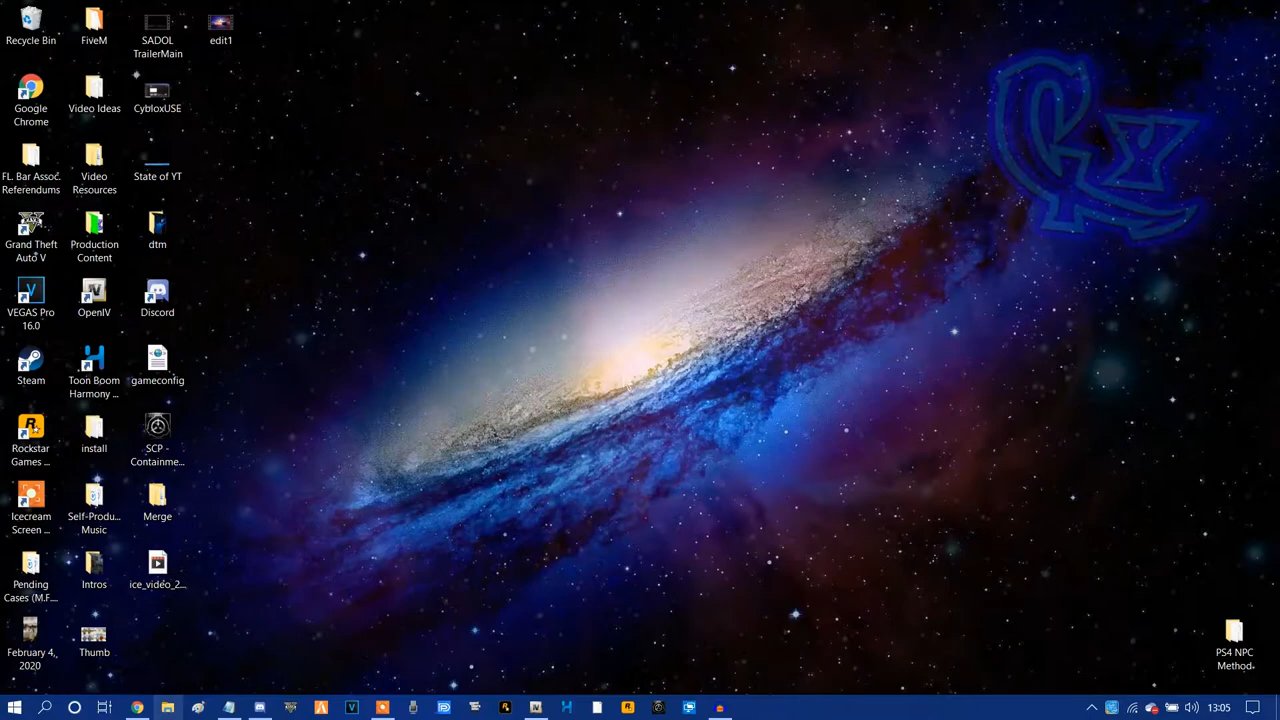 Recycle Bin
FiveM
SADOL
TrailerMain
edit1
Google
Chrome
Video Ideas
CybloxUSE
FL. Bar Assoc.
Referendums
Video
Resources
State of YT
Grand Theft
Auto V
Production
Content
dtm
VEGAS Pro
16.0
OpenIV
Discord
Steam
Toon Boom
Harmony ...
gameconfig
Rockstar
Games ...
install
SCP -
Containme...
Icecream
Screen ...
Self-Produ...
Music
Merge
Pending
Cases (M.F....
Intros
ice_video_2...
February 4,
2020
Thumb
PS4 NPC
Method
13:05